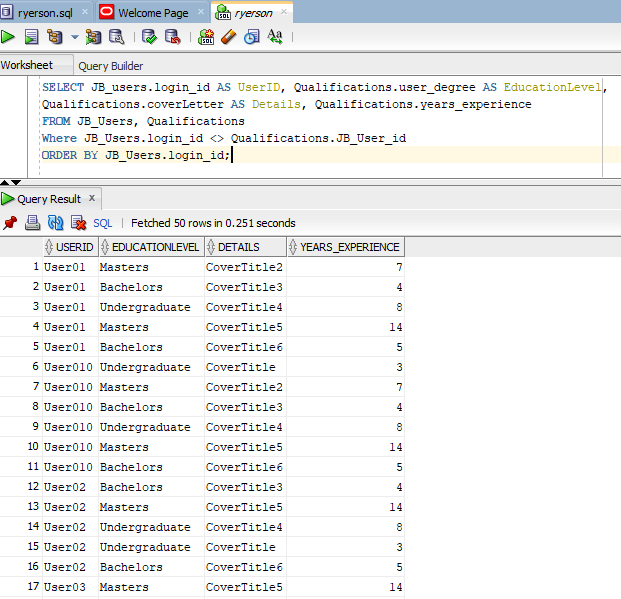 ryerson.sql Welcome Page ryerson
Worksheet Query Builder
SELECT JB_users.login_id AS UserID, Qualifications.user_degree AS EducationLevel,
Qualifications.coverLetter AS Details, Qualifications.years_experience
FROM JB_Users, Qualifications
Where JB_Users.login_id <> Qualifications.JB_User_id
ORDER BY JB_Users.login_id;
Query Result
SQL | Fetched 50 rows in 0.251 seconds
USERID EDUCATIONLEVEL DETAILS YEARS_EXPERIENCE
1 User01 Masters CoverTitle2 7
2 User01 Bachelors CoverTitle3 4
3 User01 Undergraduate CoverTitle4 8
4 User01 Masters CoverTitle5 14
5 User01 Bachelors CoverTitle6 5
6 User010 Undergraduate CoverTitle 3
7 User010 Masters CoverTitle2 7
8 User010 Bachelors CoverTitle3 4
9 User010 Undergraduate CoverTitle4 8
10 User010 Masters CoverTitle5 14
11 User010 Bachelors CoverTitle6 5
12 User02 Bachelors CoverTitle3 4
13 User02 Masters CoverTitle5 14
14 User02 Undergraduate CoverTitle4 8
15 User02 Undergraduate CoverTitle 3
16 User02 Bachelors CoverTitle6 5
17 User03 Masters CoverTitle5 14